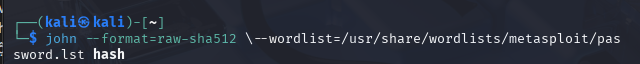 ┌──(kali㉿kali)-[~]
└─$ john --format=raw-sha512 \--wordlist=/usr/share/wordlists/metasploit/pas
sword.lst hash